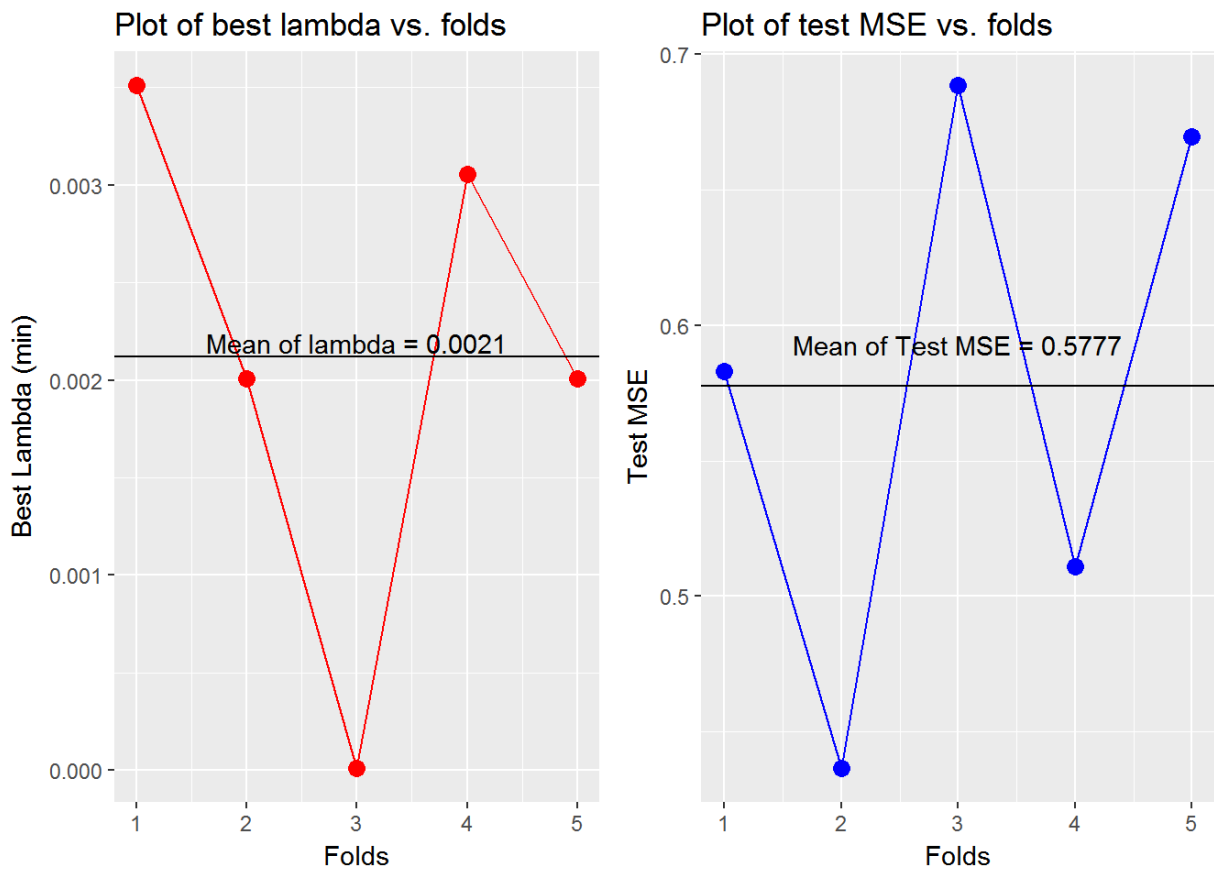 Plot of best lambda vs. folds
Best Lambda (min)
0.003
0.002
0.001
0.000
Mean of lambda = 0.0021
1 2 3 4 5
Folds
Plot of test MSE vs. folds
Test MSE
0.7
0.6
0.5
Mean of Test MSE = 0.5777
1 2 3 4 5
Folds